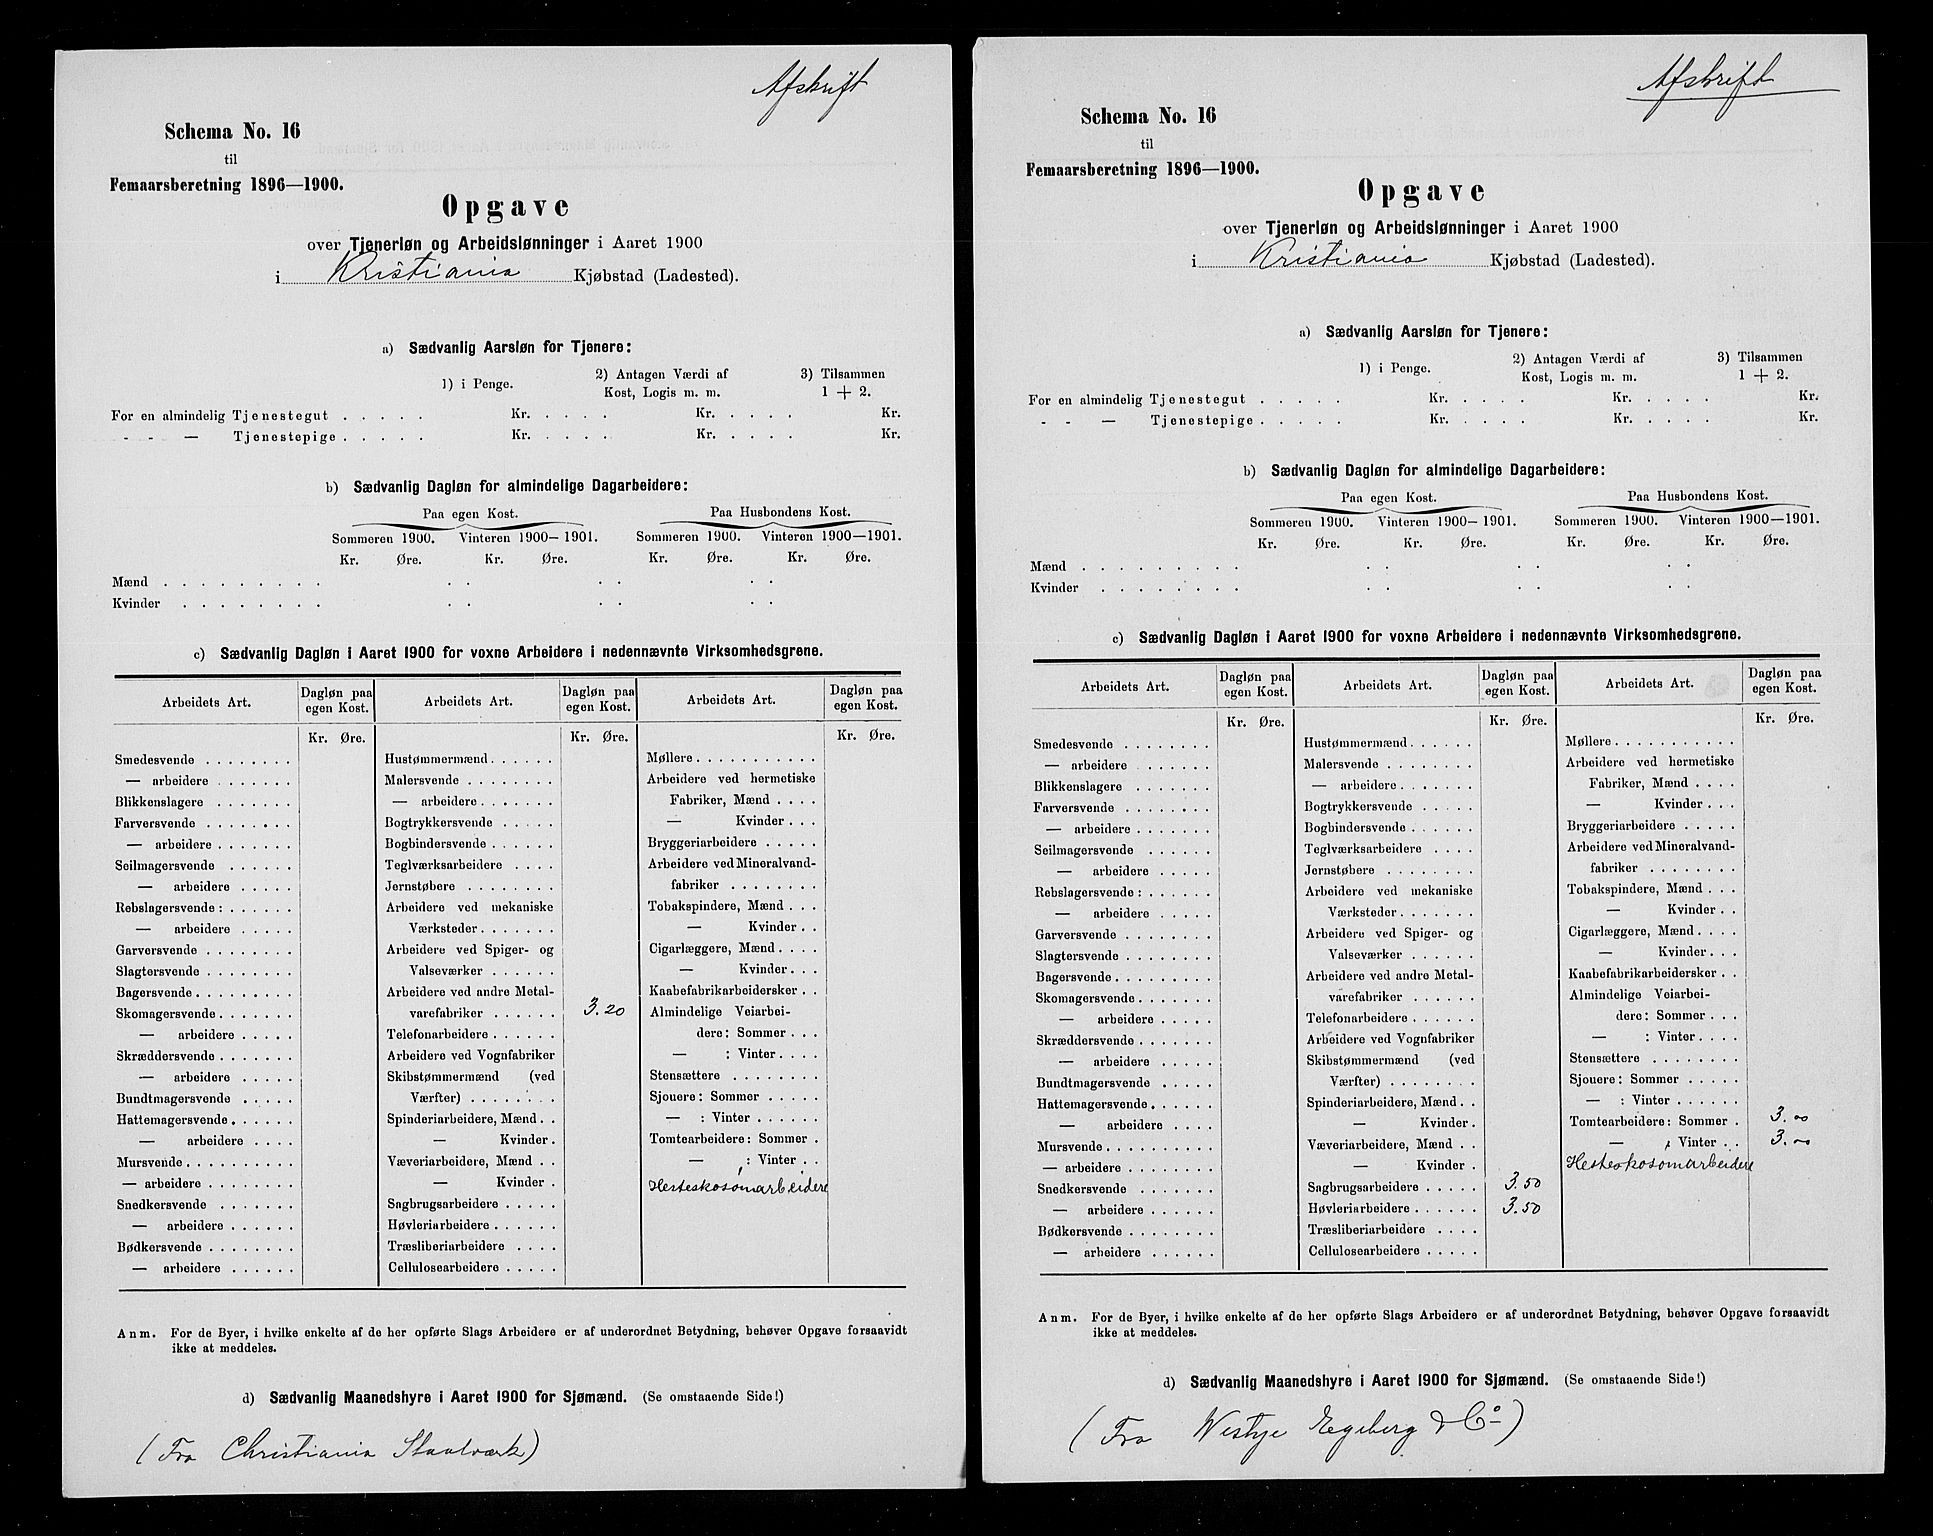 Afskrift
Schema No. 16
til
Femaarsberetning 1896—1900.
Opgave
over Tjenerløn og Arbeidslønninger i Aaret 1900
i Kristiania Kjøbstad (Ladested).
a) Sædvanlig Aarsløn for Tjenere:
1) i Penge. 2) Antagen Værdi af Kost, Logis m. m. 3) Tilsammen 1 + 2.
For en almindelig Tjenestegut . . . . . Kr. . . . . Kr. . . . . Kr.
- - — Tjenestepige . . . . . Kr. . . . . Kr. . . . . Kr.
b) Sædvanlig Dagløn for almindelige Dagarbeidere:
Paa egen Kost. Paa Husbondens Kost.
Sommeren 1900. Vinteren 1900—1901. Sommeren 1900. Vinteren 1900—1901.
Kr. Øre. Kr. Øre. Kr. Øre. Kr. Øre.
Mænd . . . . . . . . .
Kvinder . . . . . . . .
c) Sædvanlig Dagløn i Aaret 1900 for voxne Arbeidere i nedennævnte Virksomhedsgrene.
Arbeidets Art. Dagløn paa egen Kost. Arbeidets Art. Dagløn paa egen Kost. Arbeidets Art. Dagløn paa egen Kost.
Kr. Øre. Kr. Øre. Kr. Øre.
Smedesvende Hustømmermænd Møllere
— arbeidere Malersvende Arbeidere ved hermetiske
Blikkenslagere — arbeidere Fabriker, Mænd
Farversvende Bogtrykkersvende — Kvinder
— arbeidere Bogbindersvende Bryggeriarbeidere
Seilmagersvende Teglværksarbeidere Arbeidere ved Mineralvand-
— arbeidere Jernstøbere fabriker
Rebslagersvende: Arbeidere ved mekaniske Tobakspindere, Mænd
— arbeidere Værksteder — Kvinder
Garversvende Arbeidere ved Spiger- og Cigarlæggere, Mænd
Slagtersvende Valseværker — Kvinder
Bagersvende Arbeidere ved andre Metal- Kaabefabrikarbeidersker
Skomagersvende varefabriker 3.20 Almindelige Veiarbei-
— arbeidere Telefonarbeidere dere: Sommer
Skræddersvende Arbeidere ved Vognfabriker — : Vinter
— arbeidere Skibstømmermænd (ved Stensættere
Bundtmagersvende Værfter) Sjouere: Sommer
Hattemagersvende Spinderiarbeidere, Mænd — : Vinter
— arbeidere — Kvinder Tomtearbeidere: Sommer
Mursvende Væveriarbeidere, Mænd — : Vinter
— arbeidere — Kvinder Hesteskosømarbeidere
Snedkersvende Sagbrugsarbeidere
— arbeidere Høvleriarbeidere
Bødkersvende Træsliberiarbeidere
— arbeidere Cellulosearbeidere
Anm. For de Byer, i hvilke enkelte af de her opførte Slags Arbeidere er af underordnet Betydning, behøver Opgave forsaavidt
ikke at meddeles.
d) Sædvanlig Maanedshyre i Aaret 1900 for Sjømænd. (Se omstaaende Side!)
(Fra Christiania Staalværk)
Afskrift
Schema No. 16
til
Femaarsberetning 1896—1900.
Opgave
over Tjenerløn og Arbeidslønninger i Aaret 1900
i Kristiania Kjøbstad (Ladested).
a) Sædvanlig Aarsløn for Tjenere:
1) i Penge. 2) Antagen Værdi af Kost, Logis m. m. 3) Tilsammen 1 + 2.
For en almindelig Tjenestegut . . . . . Kr. . . . . Kr. . . . . Kr.
- - — Tjenestepige . . . . . Kr. . . . . Kr. . . . . Kr.
b) Sædvanlig Dagløn for almindelige Dagarbeidere:
Paa egen Kost. Paa Husbondens Kost.
Sommeren 1900. Vinteren 1900—1901. Sommeren 1900. Vinteren 1900—1901.
Kr. Øre. Kr. Øre. Kr. Øre. Kr. Øre.
Mænd . . . . . . . . .
Kvinder . . . . . . . .
c) Sædvanlig Dagløn i Aaret 1900 for voxne Arbeidere i nedennævnte Virksomhedsgrene.
Arbeidets Art. Dagløn paa egen Kost. Arbeidets Art. Dagløn paa egen Kost. Arbeidets Art. Dagløn paa egen Kost.
Kr. Øre. Kr. Øre. Kr. Øre.
Smedesvende Hustømmermænd Møllere
— arbeidere Malersvende Arbeidere ved hermetiske
Blikkenslagere — arbeidere Fabriker, Mænd
Farversvende Bogtrykkersvende — Kvinder
— arbeidere Bogbindersvende Bryggeriarbeidere
Seilmagersvende Teglværksarbeidere Arbeidere ved Mineralvand-
— arbeidere Jernstøbere fabriker
Rebslagersvende: Arbeidere ved mekaniske Tobakspindere, Mænd
— arbeidere Værksteder — Kvinder
Garversvende Arbeidere ved Spiger- og Cigarlæggere, Mænd
Slagtersvende Valseværker — Kvinder
Bagersvende Arbeidere ved andre Metal- Kaabefabrikarbeidersker
Skomagersvende varefabriker Almindelige Veiarbei-
— arbeidere Telefonarbeidere dere: Sommer
Skræddersvende Arbeidere ved Vognfabriker — : Vinter
— arbeidere Skibstømmermænd (ved Stensættere
Bundtmagersvende Værfter) Sjouere: Sommer
Hattemagersvende Spinderiarbeidere, Mænd — : Vinter
— arbeidere — Kvinder Tomtearbeidere: Sommer 3.00
Mursvende Væveriarbeidere, Mænd — : Vinter 3.00
— arbeidere — Kvinder Hesteskosømarbeidere
Snedkersvende Sagbrugsarbeidere 3.50
— arbeidere Høvleriarbeidere 3.50
Bødkersvende Træsliberiarbeidere
— arbeidere Cellulosearbeidere
Anm. For de Byer, i hvilke enkelte af de her opførte Slags Arbeidere er af underordnet Betydning, behøver Opgave forsaavidt
ikke at meddeles.
d) Sædvanlig Maanedshyre i Aaret 1900 for Sjømænd. (Se omstaaende Side!)
(Fra Westye Egeberg & Co)